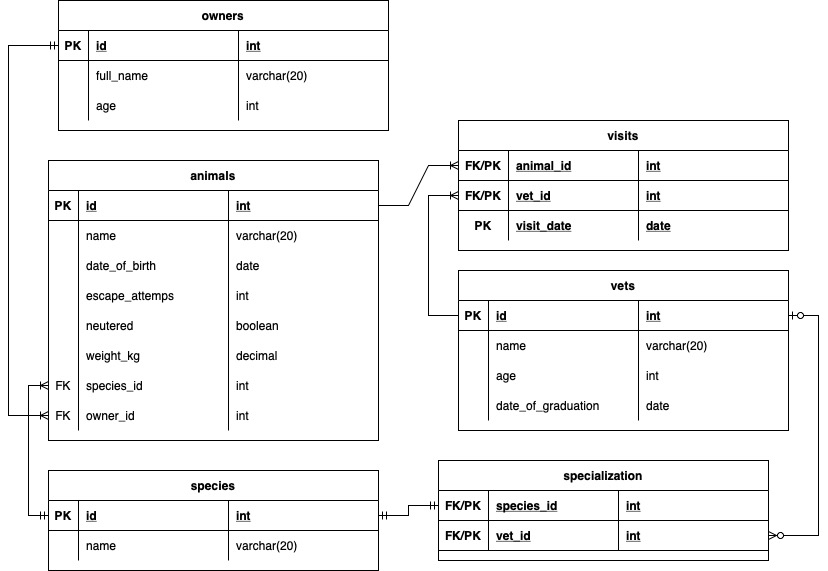 owners
PK id int
full_name varchar(20)
age int
animals
PK id int
name varchar(20)
date_of_birth date
escape_attemps int
neutered boolean
weight_kg decimal
FK species_id int
FK owner_id int
species
PK id int
name varchar(20)
visits
FK/PK animal_id int
FK/PK vet_id int
PK visit_date date
vets
PK id int
name varchar(20)
age int
date_of_graduation date
specialization
FK/PK species_id int
FK/PK vet_id int